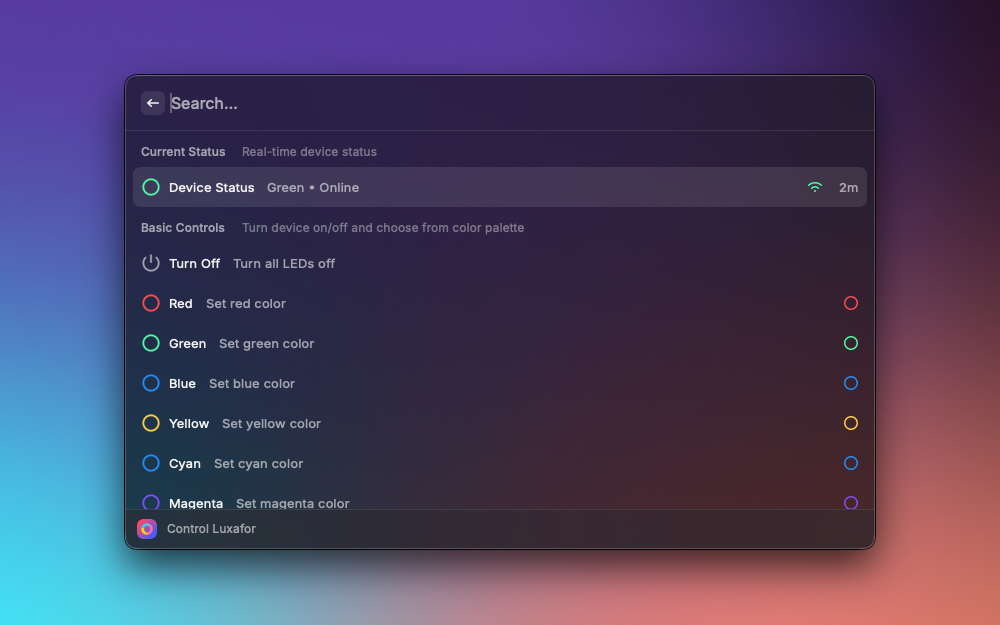 Search...
Current Status Real-time device status
Device Status Green • Online 2m
Basic Controls Turn device on/off and choose from color palette
Turn Off Turn all LEDs off
Red Set red color
Green Set green color
Blue Set blue color
Yellow Set yellow color
Cyan Set cyan color
Magenta Set magenta color
Control Luxafor